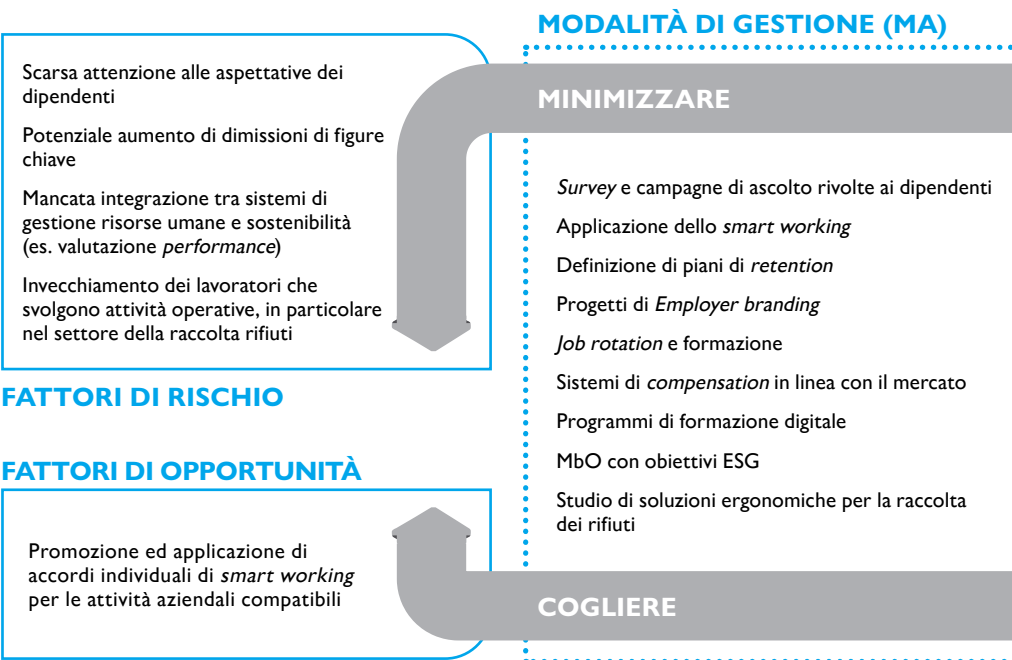 Scarsa attenzione alle aspettative dei
dipendenti
Potenziale aumento di dimissioni di figure
chiave
Mancata integrazione tra sistemi di
gestione risorse umane e sostenibilità
(es. valutazione performance)
Invecchiamento dei lavoratori che
svolgono attività operative, in particolare
nel settore della raccolta rifiuti
FATTORI DI RISCHIO
FATTORI DI OPPORTUNITÀ
Promozione ed applicazione di
accordi individuali di smart working
per le attività aziendali compatibili
MODALITÀ DI GESTIONE (MA)
MINIMIZZARE
Survey e campagne di ascolto rivolte ai dipendenti
Applicazione dello smart working
Definizione di piani di retention
Progetti di Employer branding
Job rotation e formazione
Sistemi di compensation in linea con il mercato
Programmi di formazione digitale
MbO con obiettivi ESG
Studio di soluzioni ergonomiche per la raccolta
dei rifiuti
COGLIERE